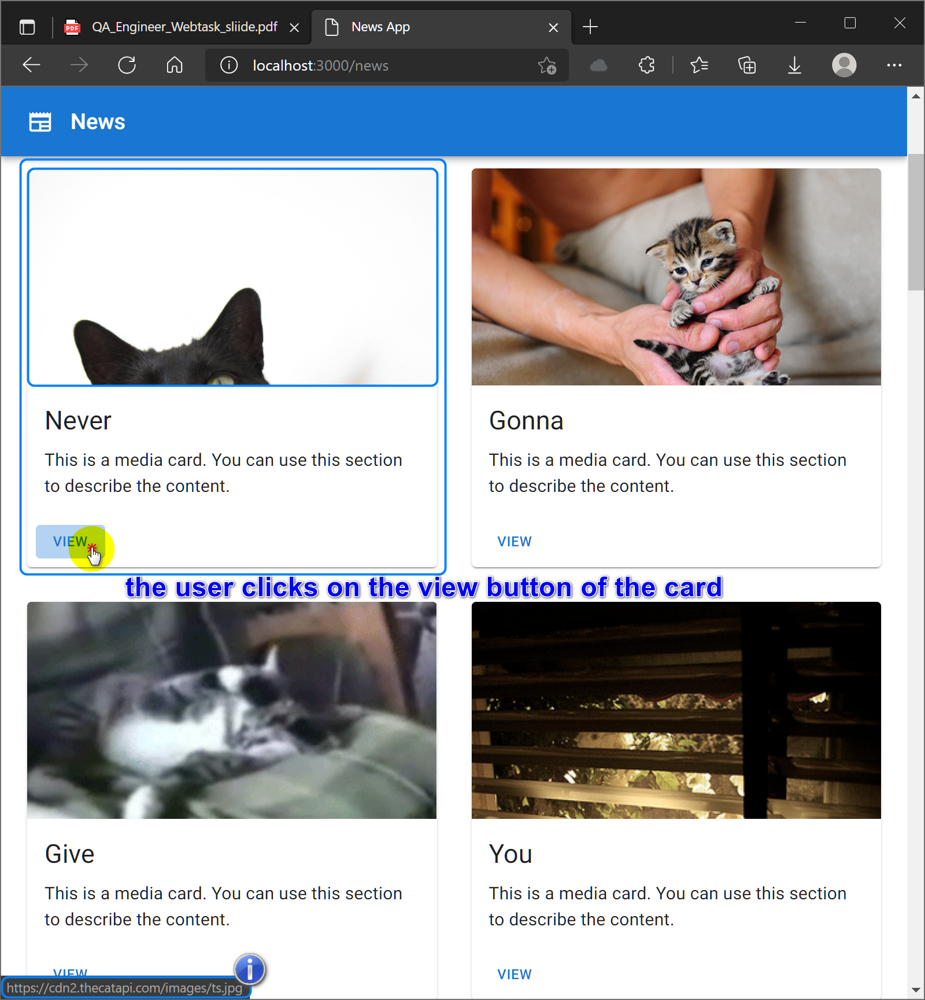 QA_Engineer_Webtask_sliide.pdf
News App
localhost:3000/news
News
Never
This is a media card. You can use this section
to describe the content.
VIEW
Gonna
This is a media card. You can use this section
to describe the content.
VIEW
the user clicks on the view button of the card
Give
This is a media card. You can use this section
to describe the content.
VIEW
You
This is a media card. You can use this section
to describe the content.
VIEW
https://cdn2.thecatapi.com/images/ts.jpg